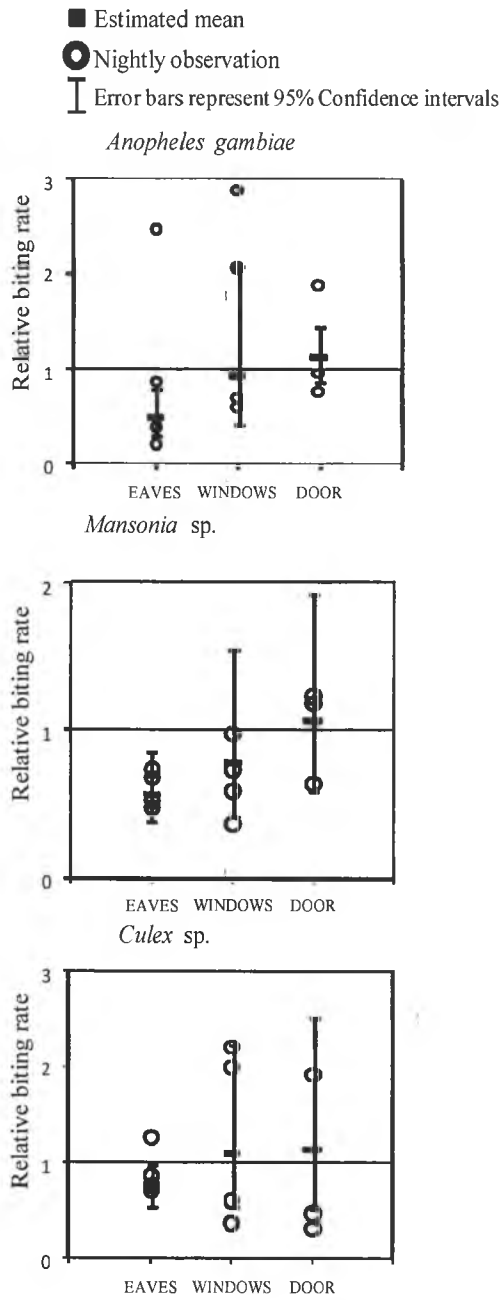 Estimated mean
Nightly observation
Error bars represent 95% Confidence intervals
Anopheles gambiae
Relative biting rate
3
2
1
0
EAVES WINDOWS DOOR
Mansonia sp.
Relative biting rate
2
1
0
EAVES WINDOWS DOOR
Culex sp.
Relative biting rate
3
2
1
0
EAVES WINDOWS DOOR